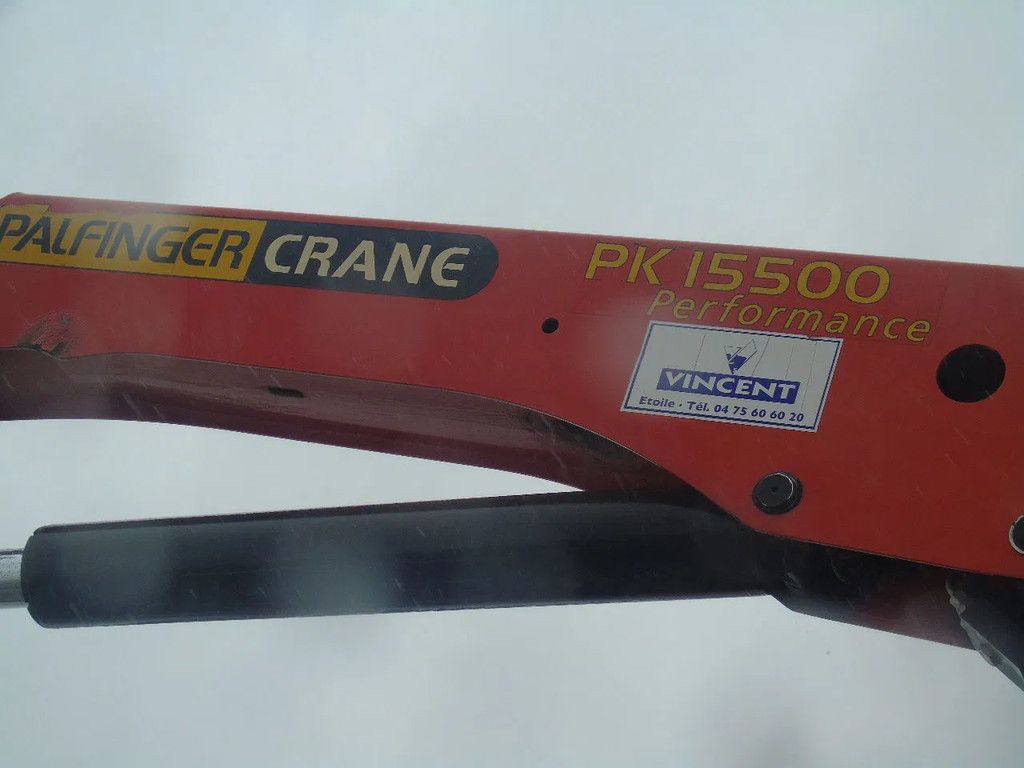 PALFINGER CRANE
PK 15500
Performance
VINCENT
Etoile · Tél. 04 75 60 60 20